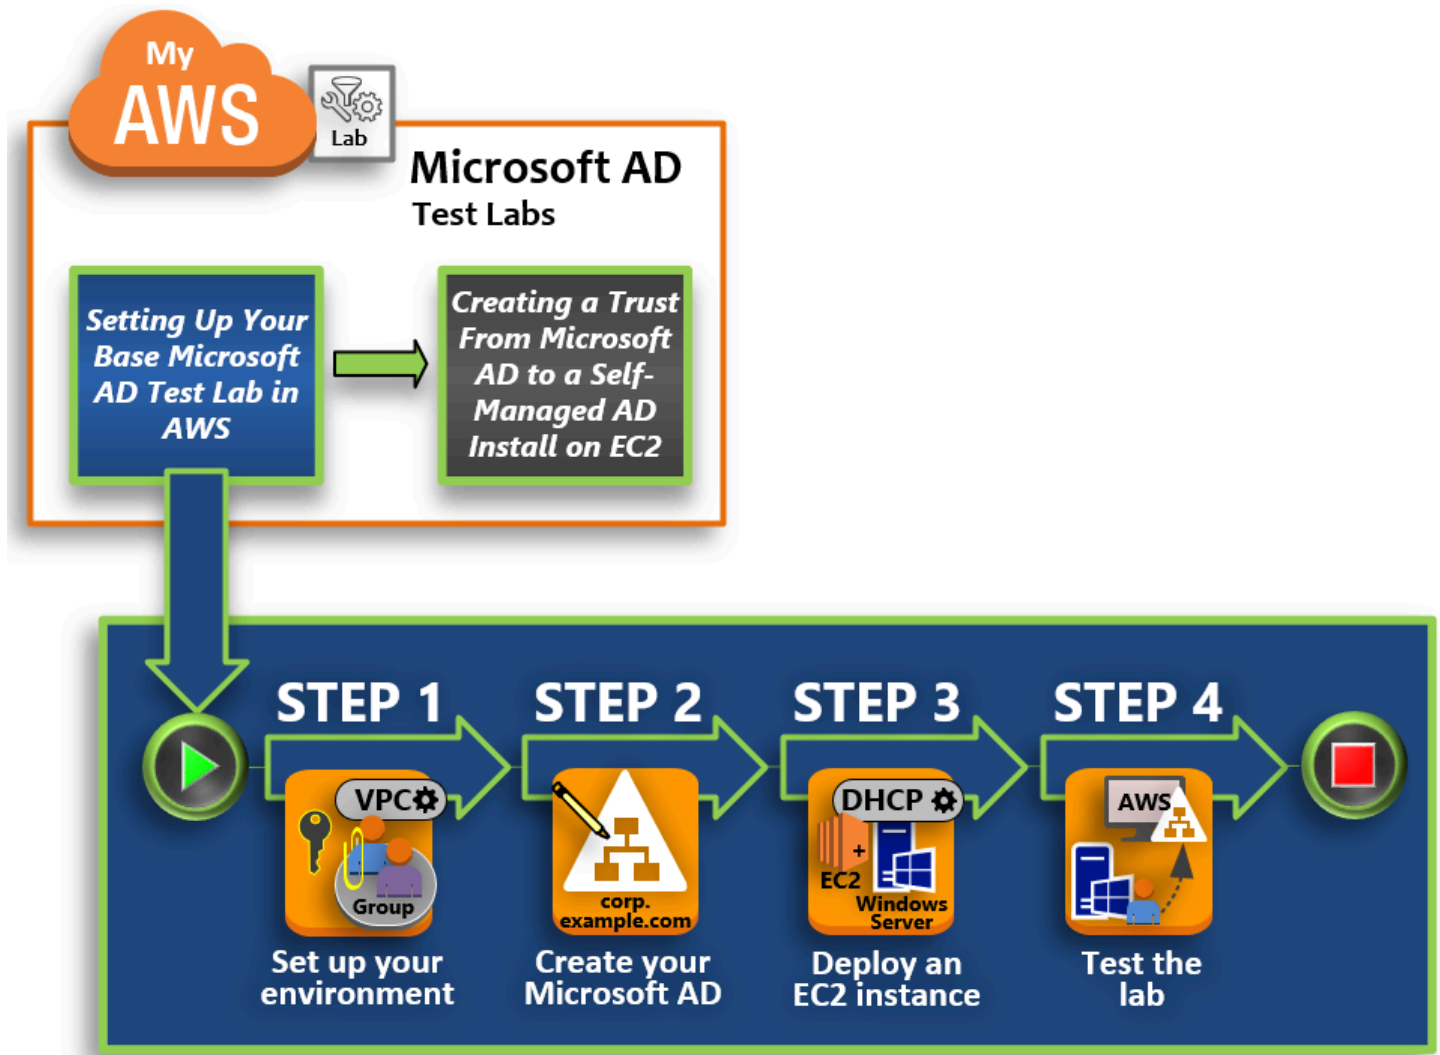 My
AWS
Lab
Microsoft AD
Test Labs
Setting Up Your
Base Microsoft
AD Test Lab in
AWS
Creating a Trust
From Microsoft
AD to a Self-
Managed AD
Install on EC2
STEP 1
VPC
Group
Set up your
environment
STEP 2
corp.
example.com
Create your
Microsoft AD
STEP 3
DHCP
+
EC2
Windows
Server
Deploy an
EC2 instance
STEP 4
AWS
Test the
lab